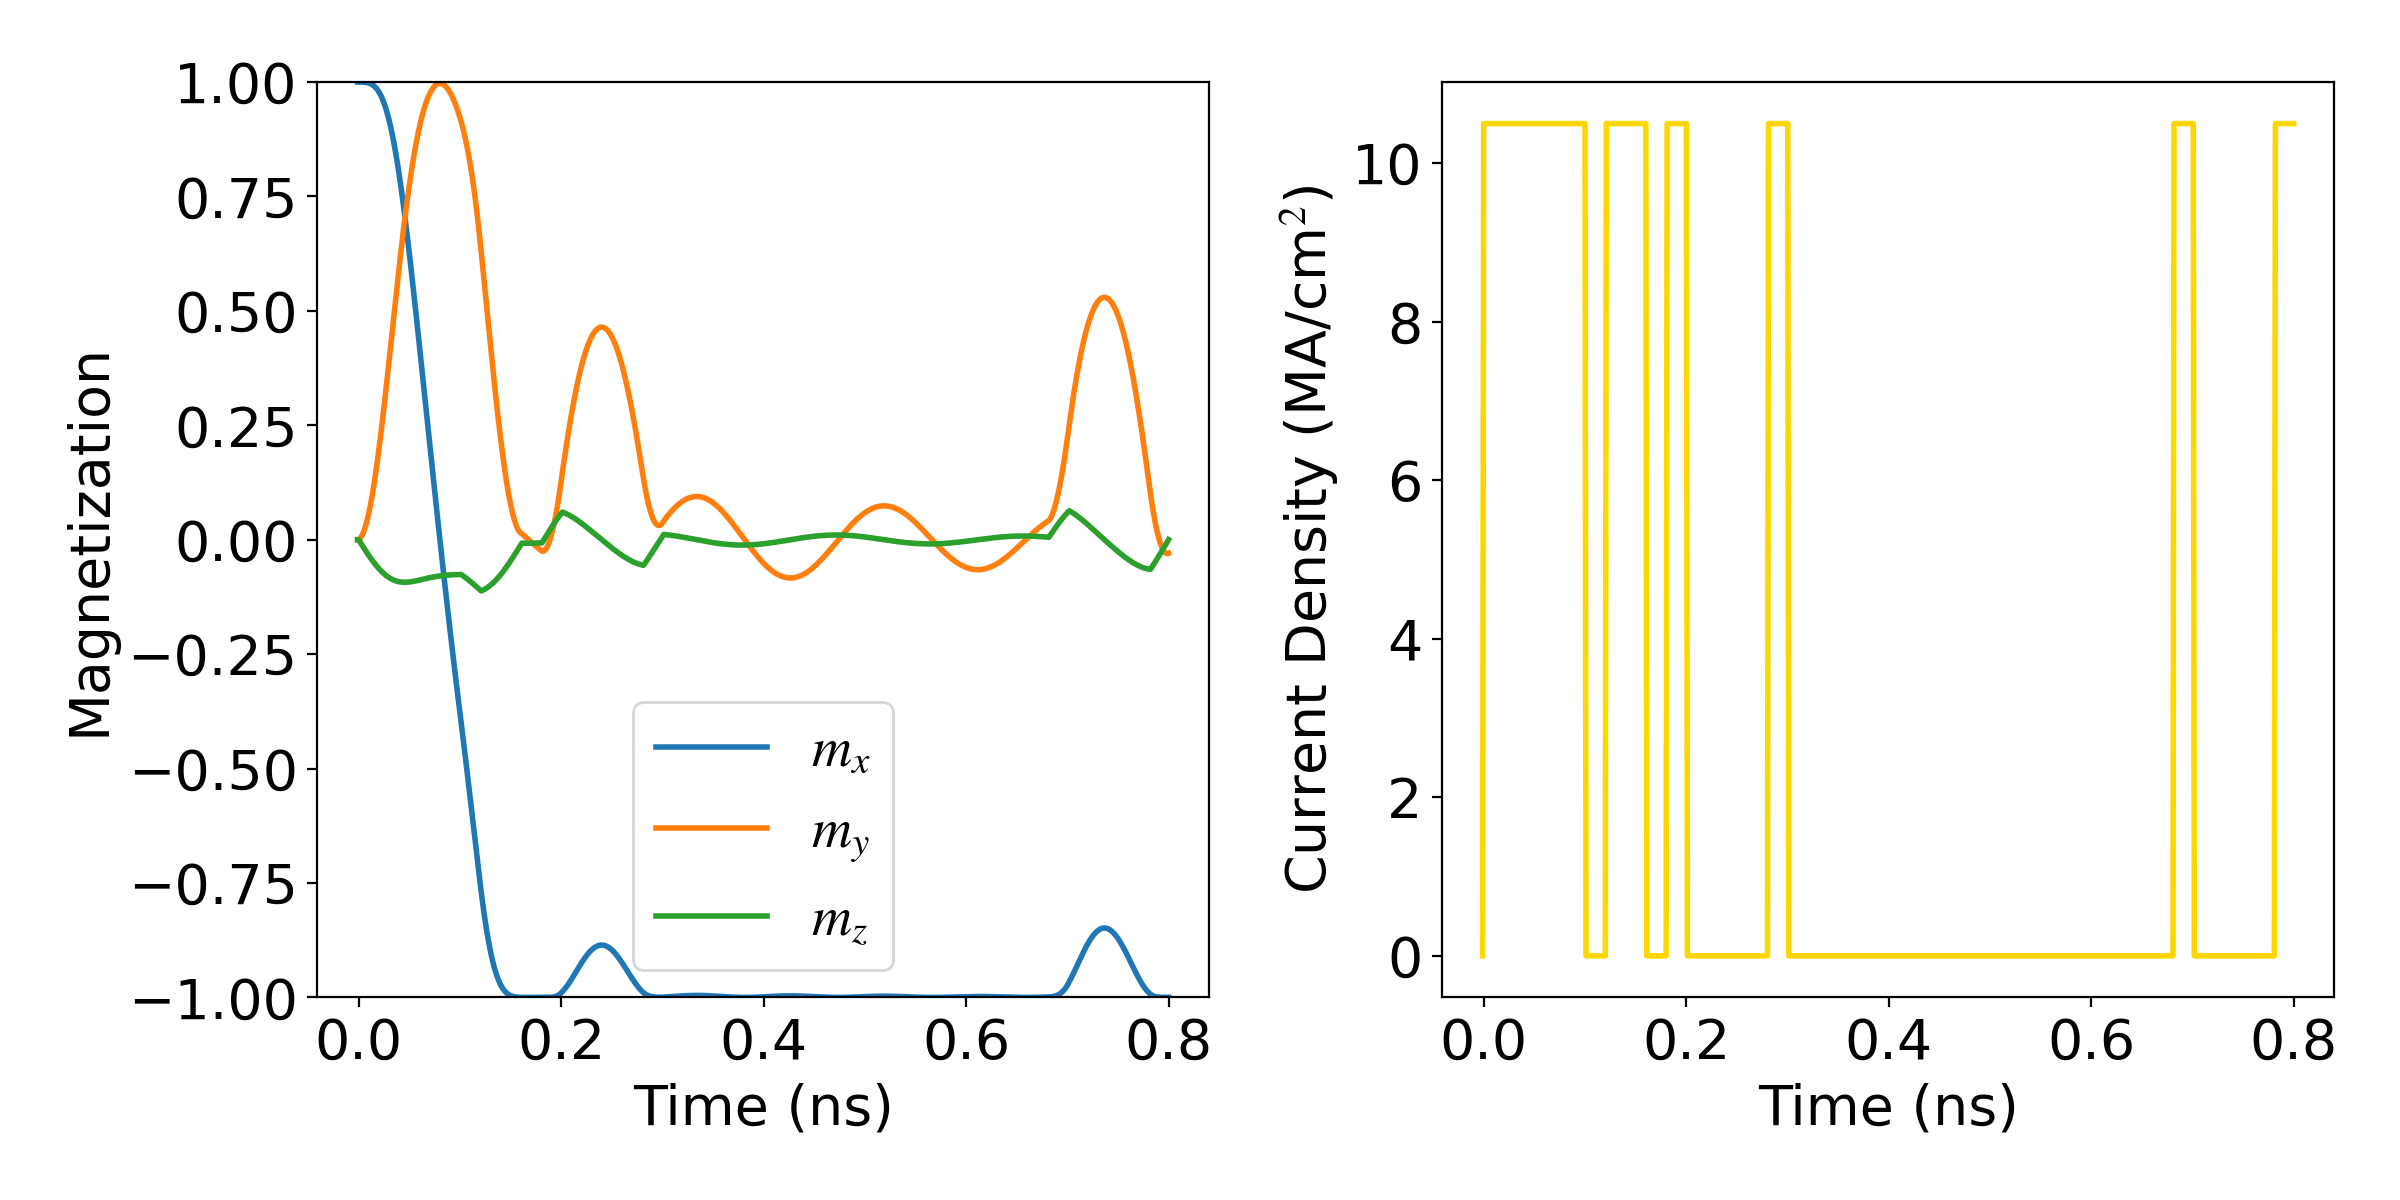 1.00
0.75
0.50
0.25
0.00
−0.25
−0.50
−0.75
−1.00
Magnetization
0.0 0.2 0.4 0.6 0.8
Time (ns)
m_x
m_y
m_z
10
8
6
4
2
0
Current Density (MA/cm²)
0.0 0.2 0.4 0.6 0.8
Time (ns)